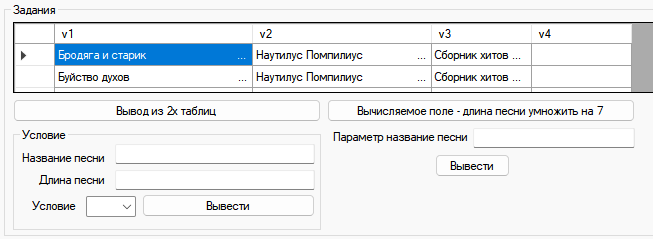 Задания
v1 v2 v3 v4
Бродяга и старик ... Наутилус Помпилиус ... Сборник хитов ...
Буйство духов ... Наутилус Помпилиус ... Сборник хитов ...
Вывод из 2х таблиц Вычисляемое поле - длина песни умножить на 7
Условие
Параметр название песни
Название песни
Вывести
Длина песни
Условие Вывести